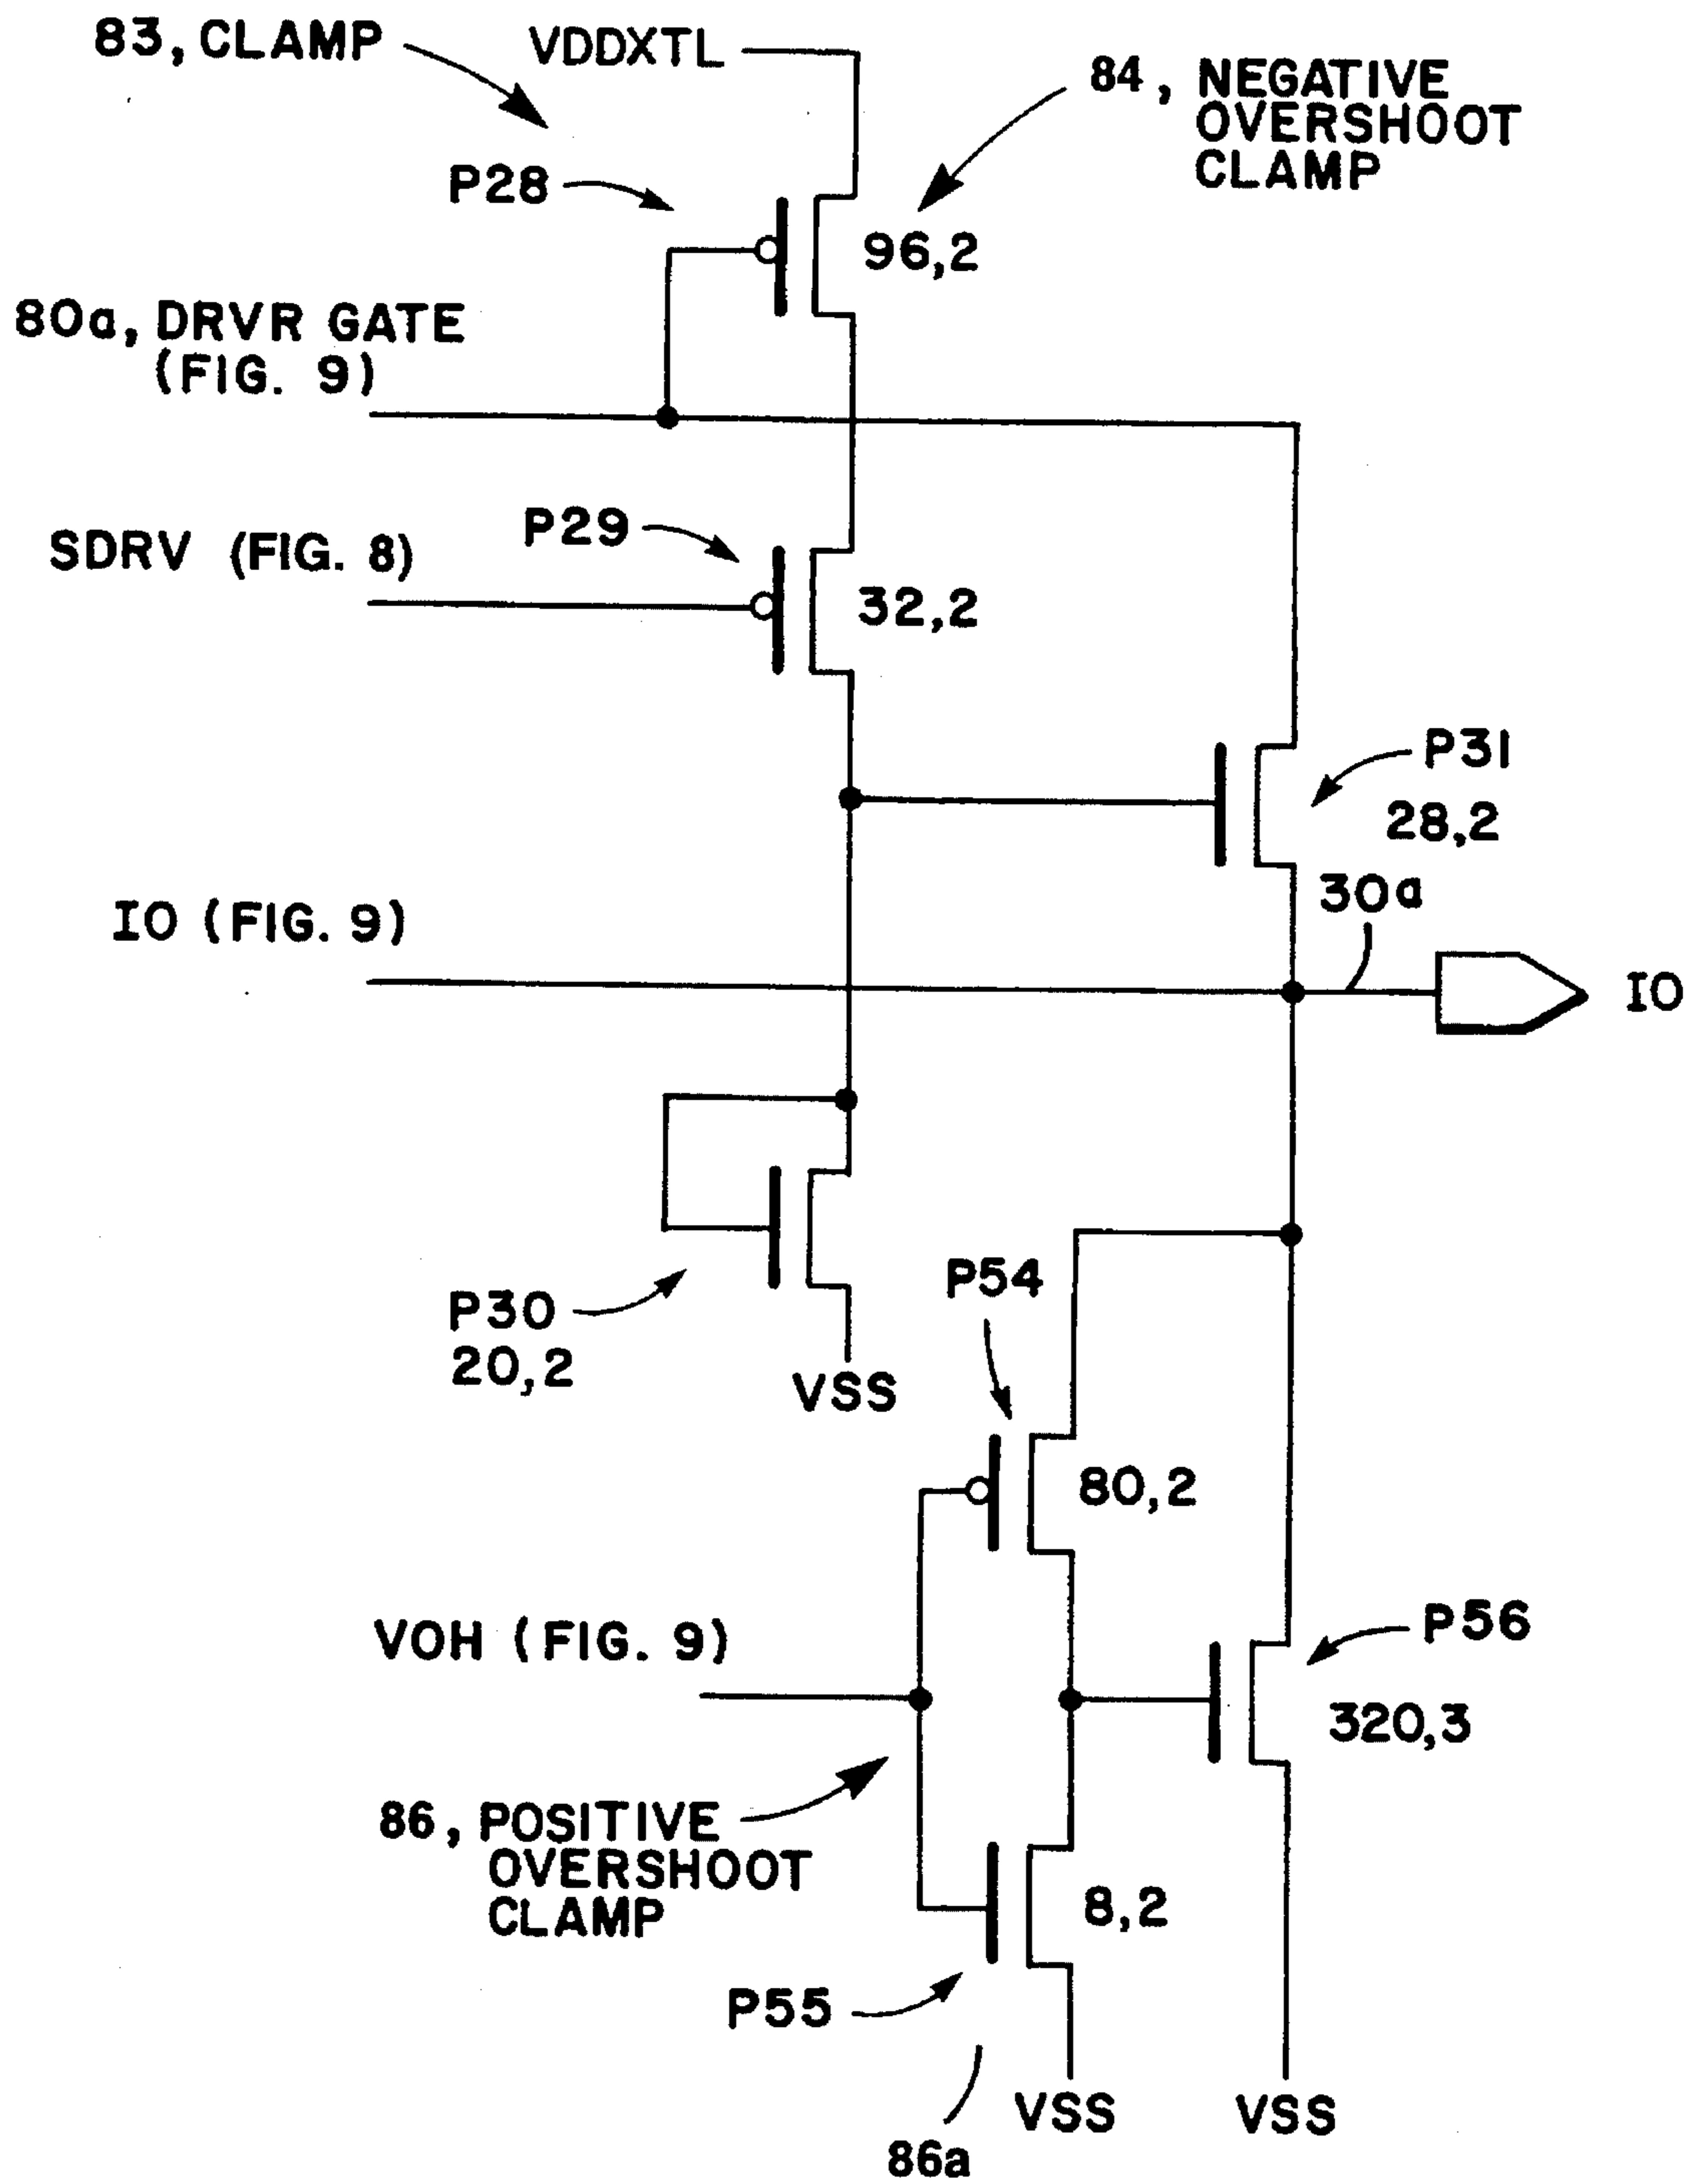 83, CLAMP
VDDXTL
84, NEGATIVE
OVERSHOOT
CLAMP
P28
96,2
80a, DRVR GATE
(FIG. 9)
P29
SDRV (FIG. 8)
32,2
P31
28,2
30a
IO (FIG. 9)
IO
P54
P30
20,2
VSS
80,2
P56
VOH (FIG. 9)
320,3
86, POSITIVE
OVERSHOOT
CLAMP
8,2
P55
VSS
VSS
86a